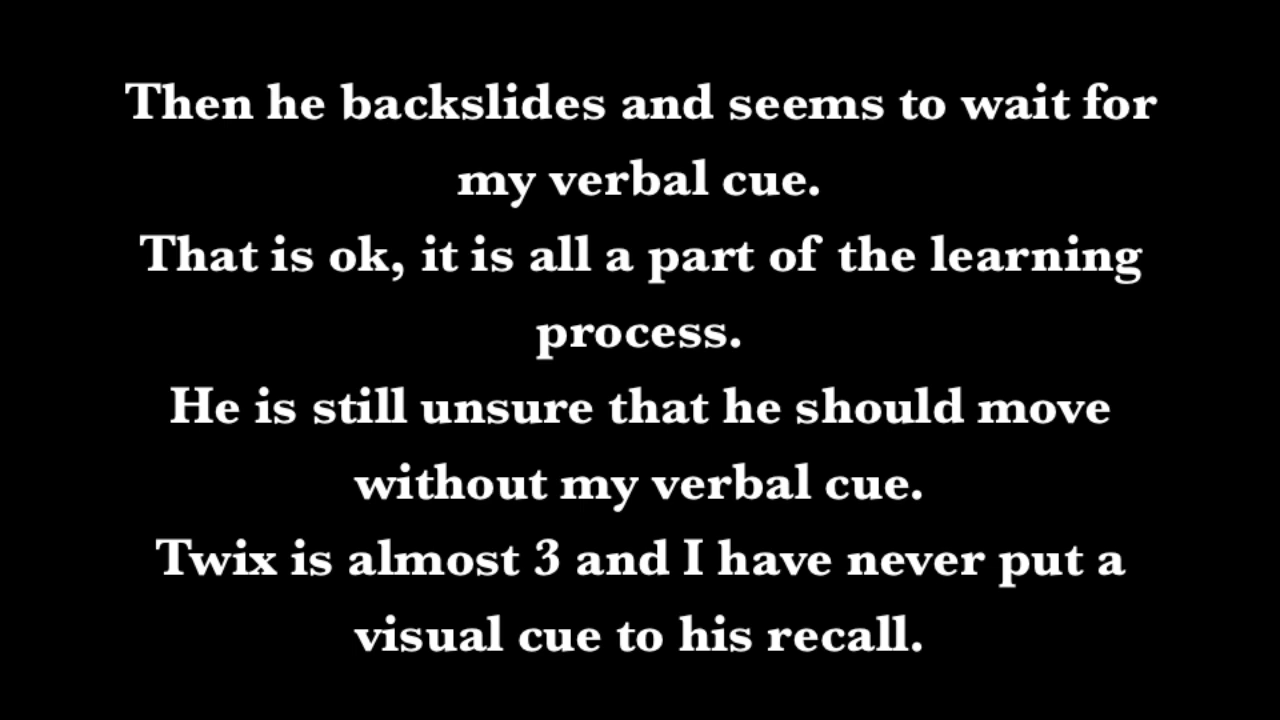 Then he backslides and seems to wait for
my verbal cue.
That is ok, it is all a part of the learning
process.
He is still unsure that he should move
without my verbal cue.
Twix is almost 3 and I have never put a
visual cue to his recall.